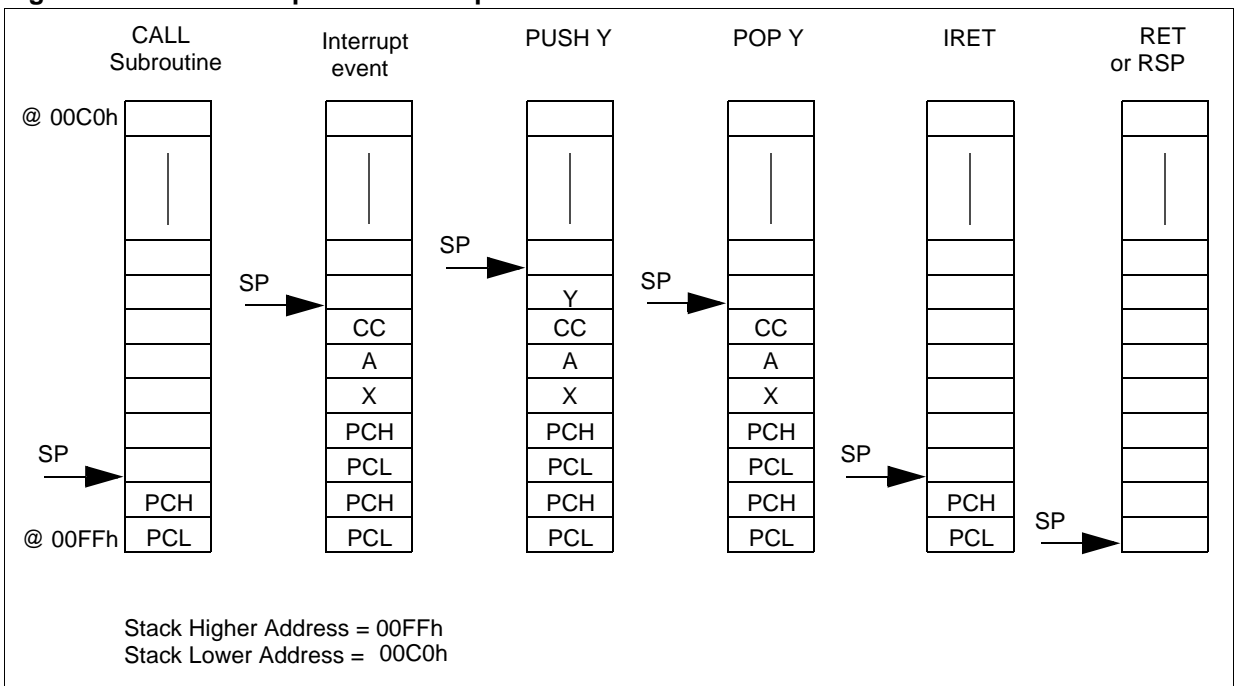 CALL
Subroutine
Interrupt
event
PUSH Y
POP Y
IRET
RET
or RSP
@ 00C0h
SP
SP
SP
SP
SP
SP
Y
CC
CC
CC
A
A
A
X
X
X
PCH
PCH
PCH
PCL
PCL
PCL
PCH
PCH
PCH
PCH
PCH
@ 00FFh
PCL
PCL
PCL
PCL
PCL
Stack Higher Address = 00FFh
Stack Lower Address = 00C0h